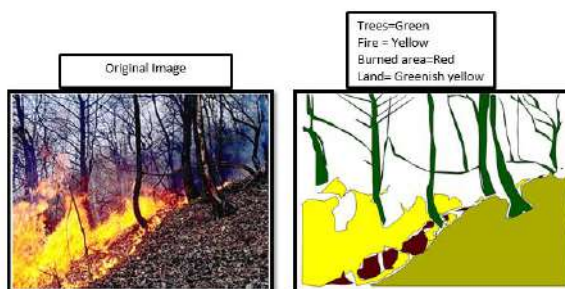 Original Image
Trees=Green
Fire = Yellow
Burned area=Red
Land= Greenish yellow